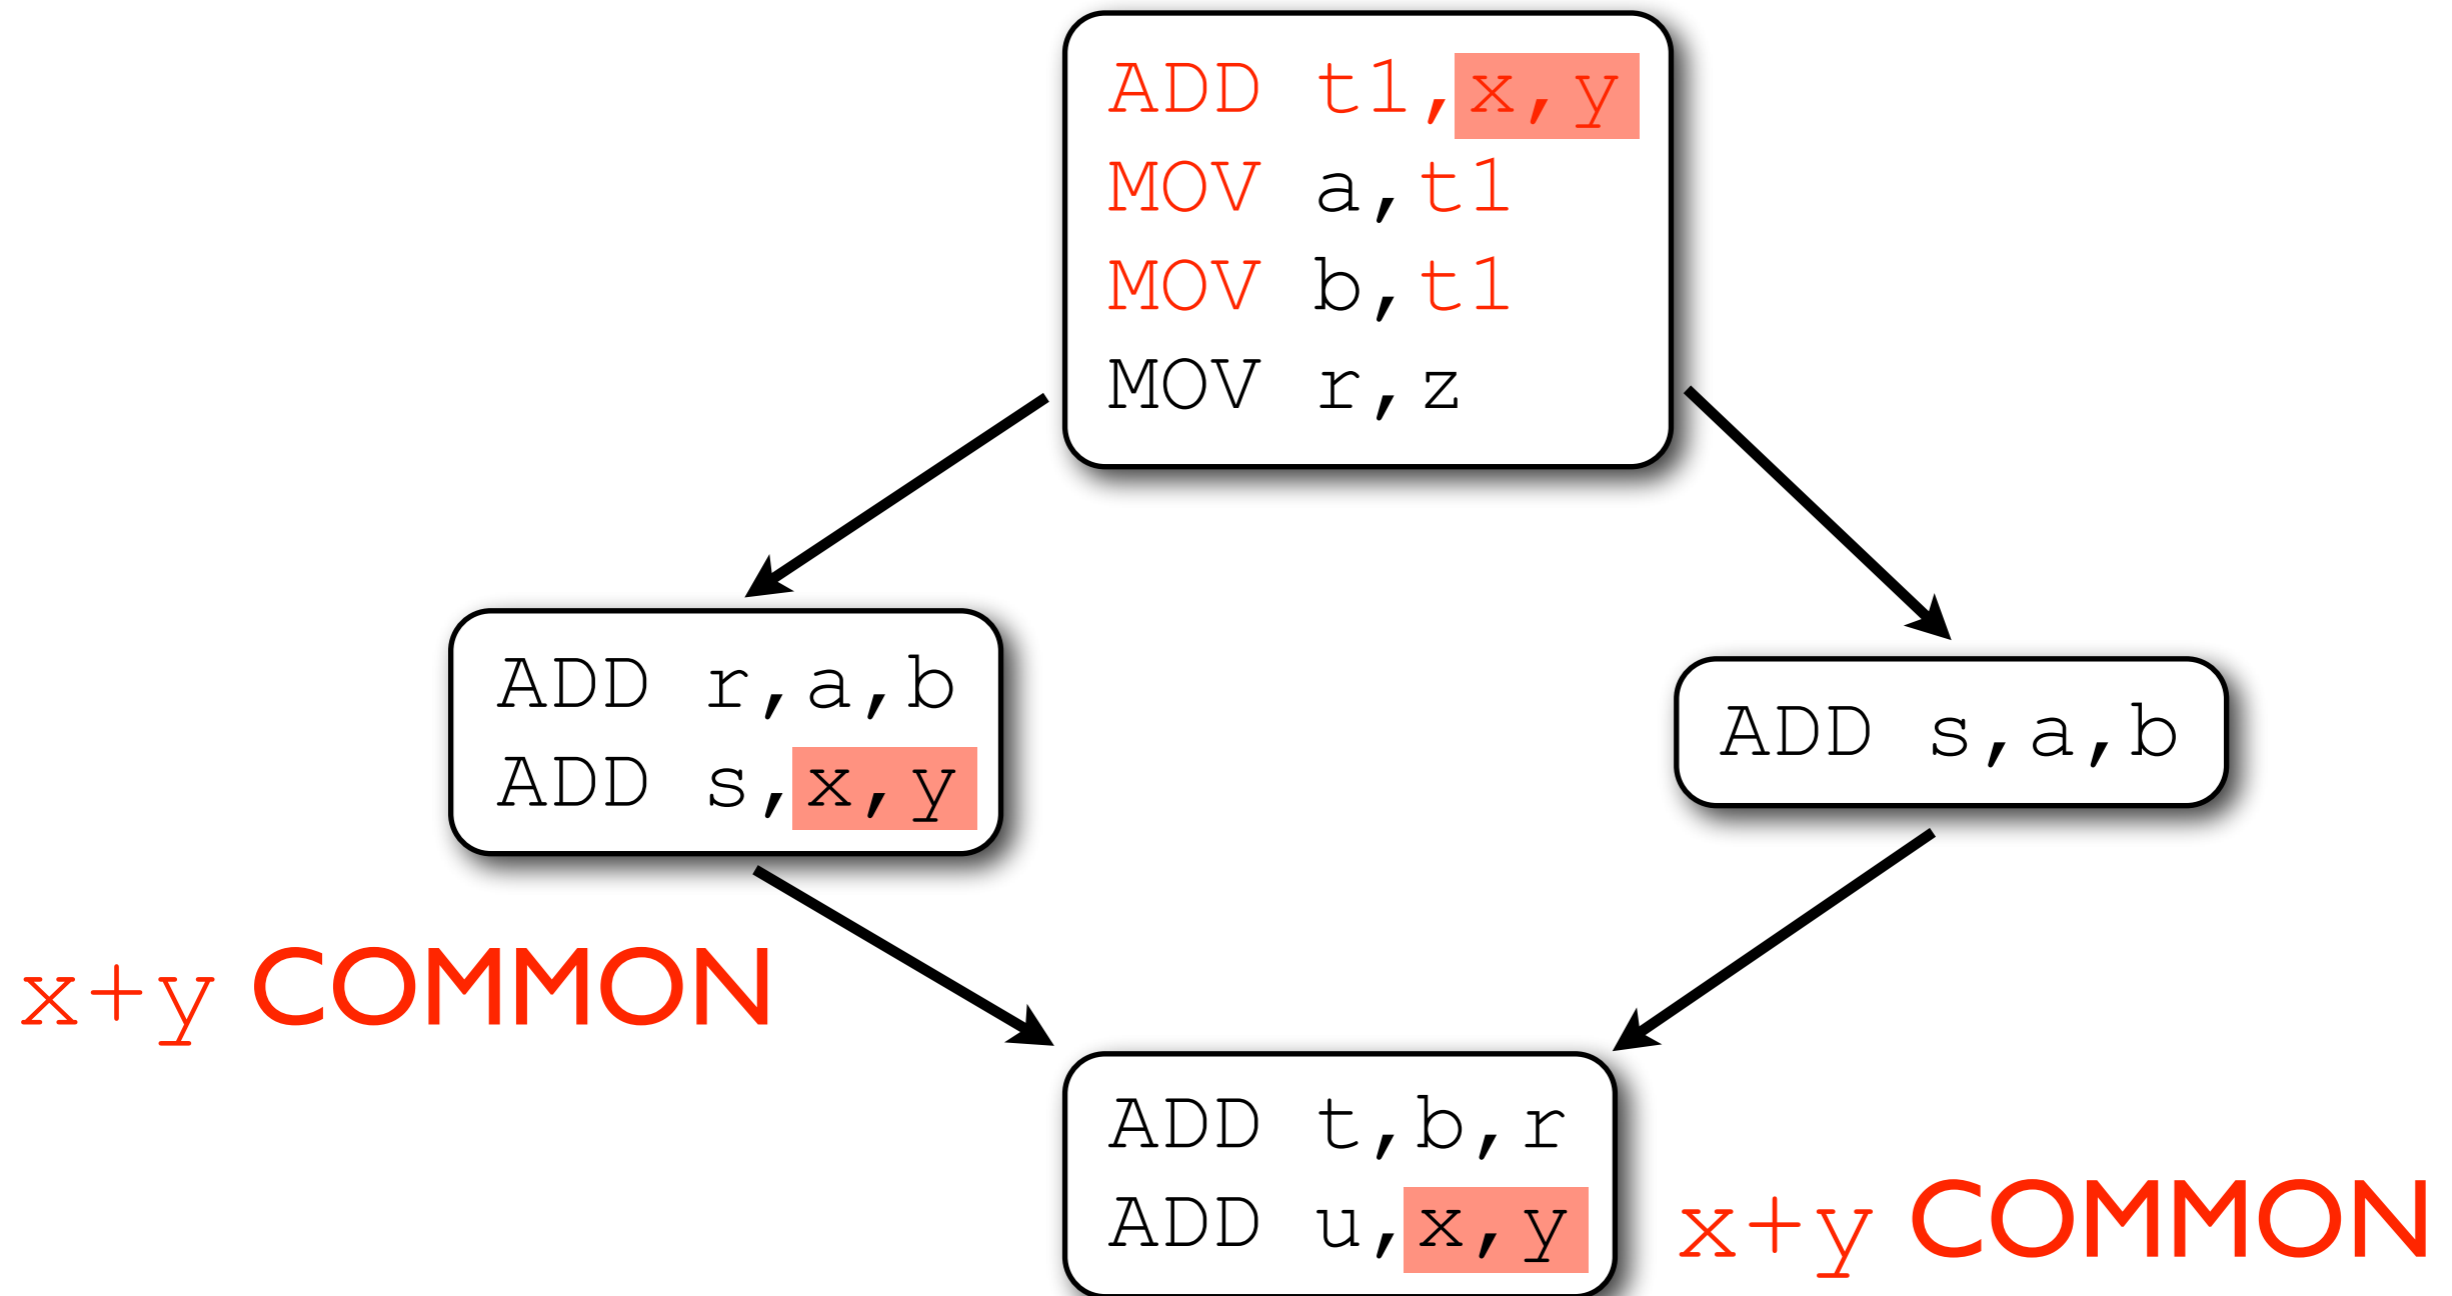 ADD t1,x,y
MOV a,t1
MOV b,t1
MOV r,z
ADD r,a,b
ADD s,x,y
ADD s,a,b
x+y COMMON
ADD t,b,r
ADD u,x,y
x+y COMMON